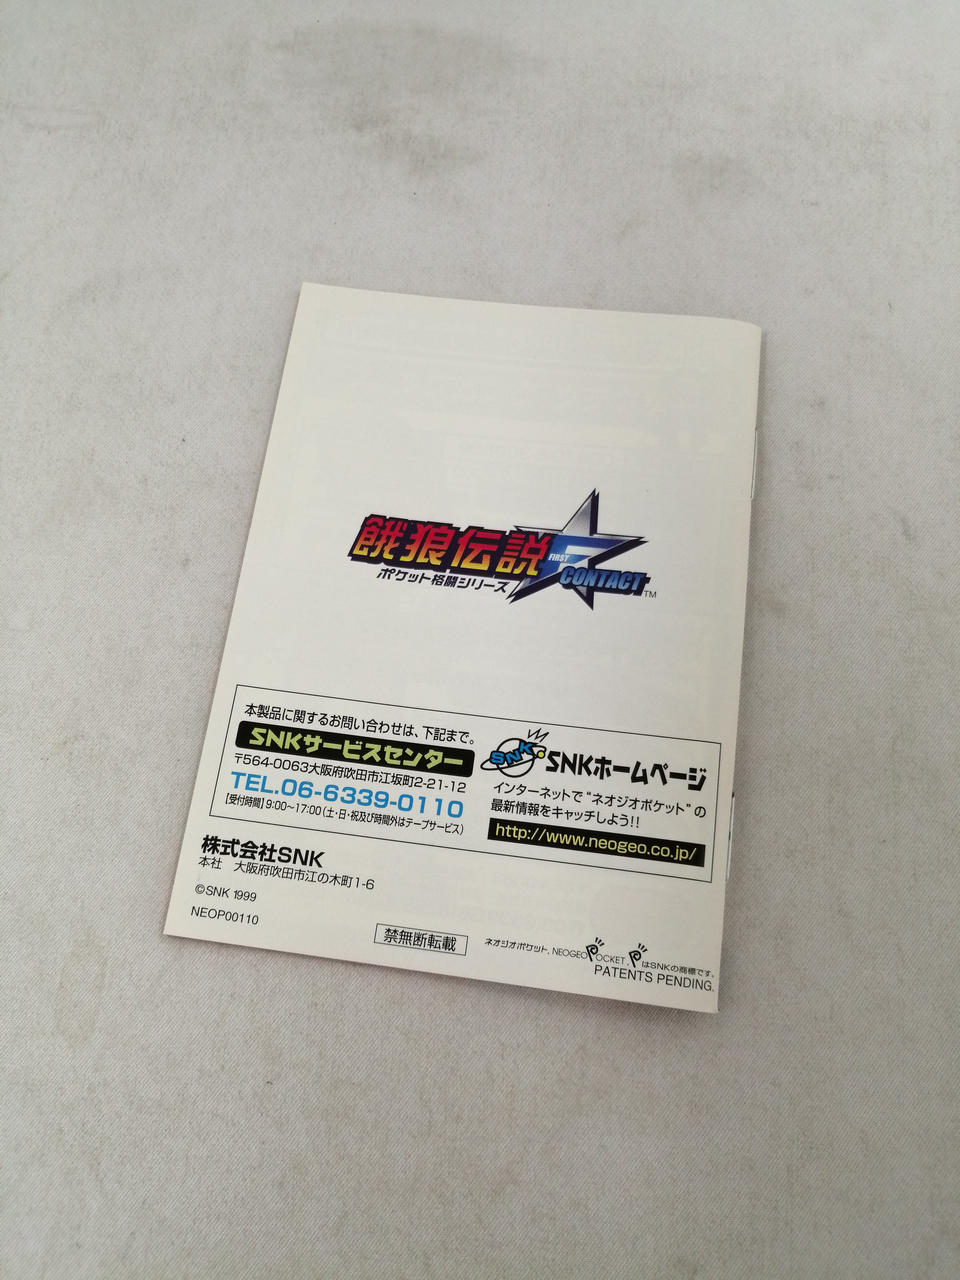 餓狼伝説
FIRST
CONTACT
ポケット格闘シリーズ
TM
本製品に関するお問い合わせは、下記まで。
SNKサービスセンター
〒564-0063大阪府吹田市江坂町2-21-12
TEL.06-6339-0110
【受付時間】9:00〜17:00(土・日・祝及び時間外はテープサービス)
SNK
SNKホームページ
インターネットで“ネオジオポケット”の
最新情報をキャッチしよう!!
http://www.neogeo.co.jp/
株式会社SNK
本社 大阪府吹田市江の木町1-6
©SNK 1999
NEOP00110
禁無断転載
ネオジオポケット, NEOGEO POCKET, PはSNKの商標です。
PATENTS PENDING.